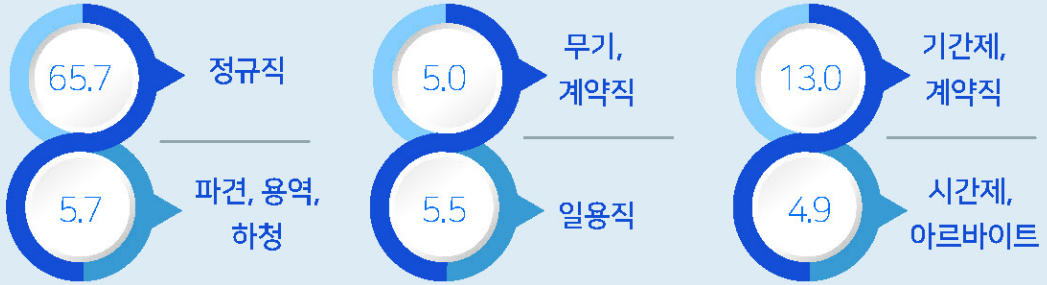 65.7
정규직
5.7
파견, 용역,
하청
5.0
무기,
계약직
5.5
일용직
13.0
기간제,
계약직
4.9
시간제,
아르바이트